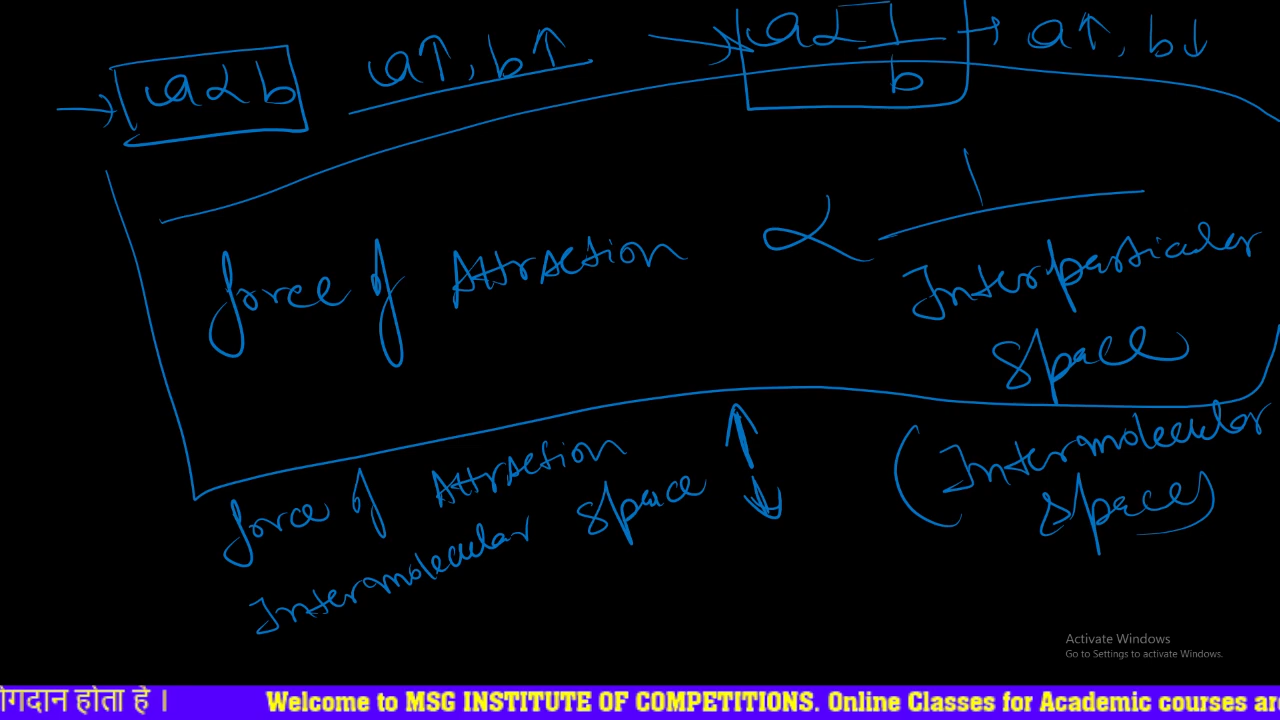 a α b   a↑, b↑   a α 1/b → a↑, b↓
force of Attraction ∝ 1 / Interparticular
Space
(Intermolecular
Space)
force of Attraction ↑
Intermolecular Space ↓
Activate Windows
Go to Settings to activate Windows.
गदान होता है । Welcome to MSG INSTITUTE OF COMPETITIONS. Online Classes for Academic courses ar